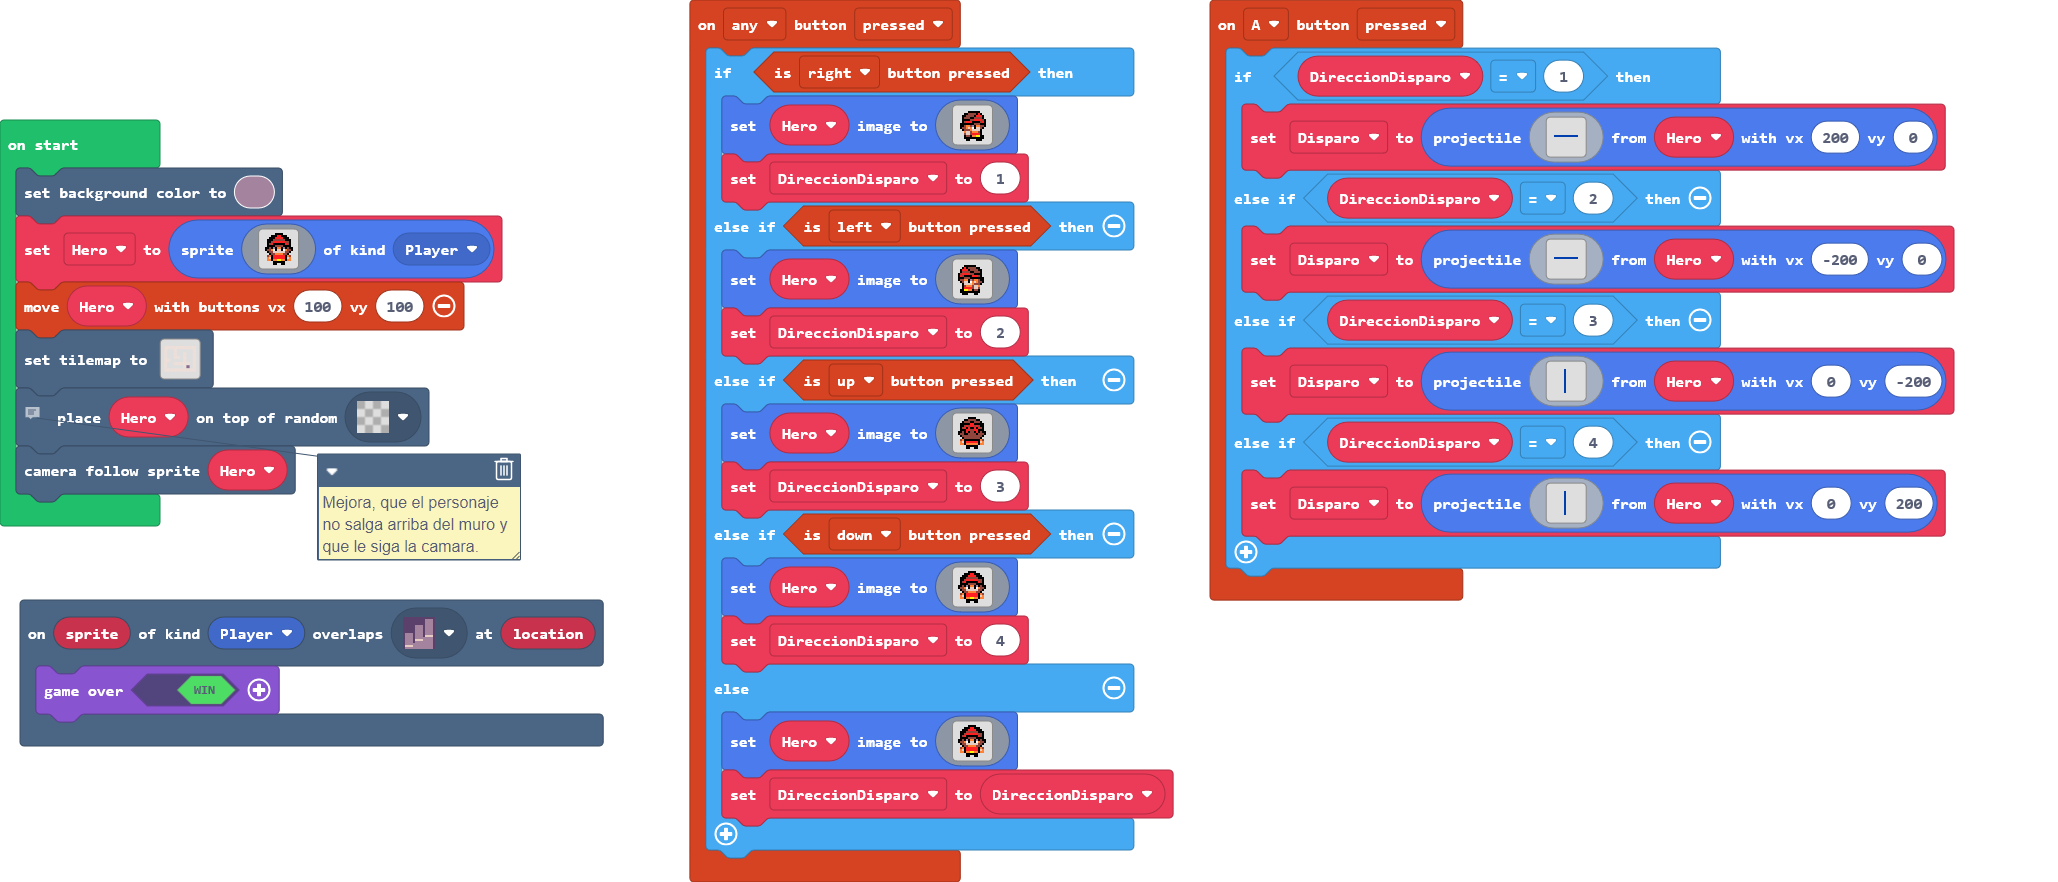 on start
set background color to
set Hero to sprite of kind Player
move Hero with buttons vx 100 vy 100
set tilemap to
place Hero on top of random
camera follow sprite Hero
Mejora, que el personaje
no salga arriba del muro y
que le siga la camara.
on sprite of kind Player overlaps at location
game over WIN
on any button pressed
if is right button pressed then
set Hero image to
set DireccionDisparo to 1
else if is left button pressed then
set Hero image to
set DireccionDisparo to 2
else if is up button pressed then
set Hero image to
set DireccionDisparo to 3
else if is down button pressed then
set Hero image to
set DireccionDisparo to 4
else
set Hero image to
set DireccionDisparo to DireccionDisparo
on A button pressed
if DireccionDisparo = 1 then
set Disparo to projectile from Hero with vx 200 vy 0
else if DireccionDisparo = 2 then
set Disparo to projectile from Hero with vx -200 vy 0
else if DireccionDisparo = 3 then
set Disparo to projectile from Hero with vx 0 vy -200
else if DireccionDisparo = 4 then
set Disparo to projectile from Hero with vx 0 vy 200